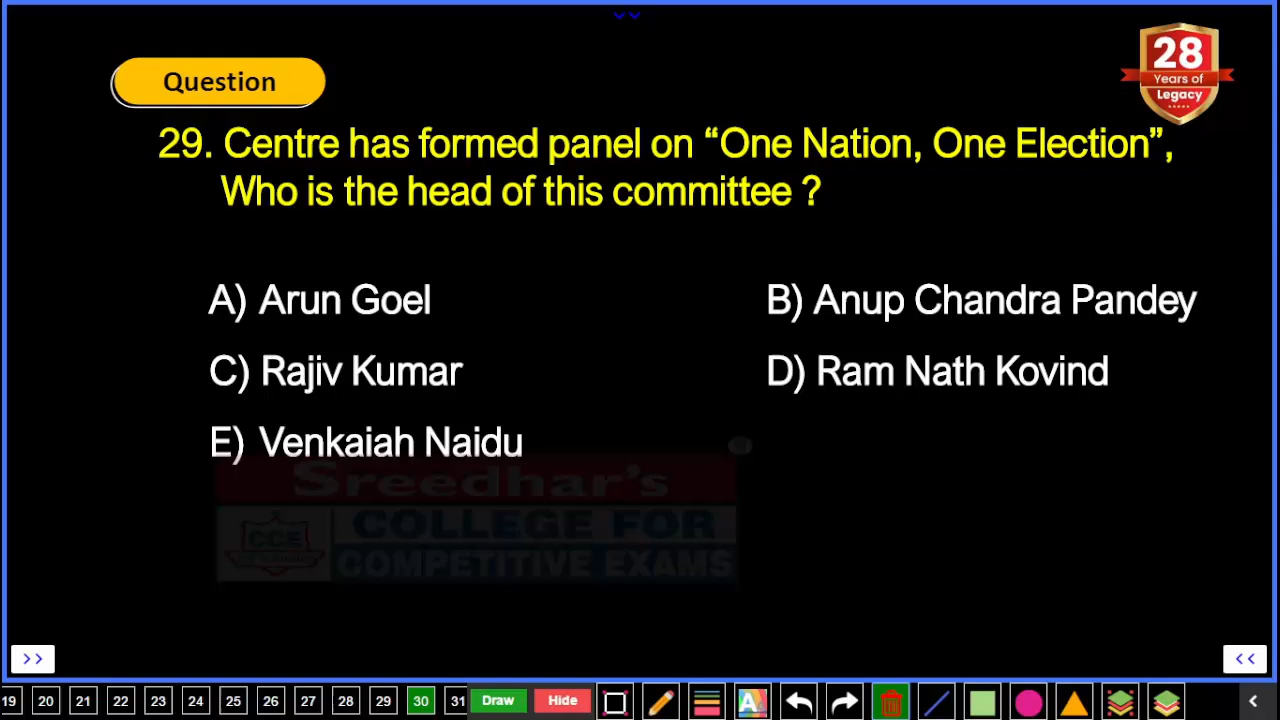 28
Years of
Legacy
Question
29. Centre has formed panel on “One Nation, One Election”,
Who is the head of this committee ?
A) Arun Goel
B) Anup Chandra Pandey
C) Rajiv Kumar
D) Ram Nath Kovind
E) Venkaiah Naidu
Sreedhar's
CCE
COLLEGE FOR
COMPETITIVE EXAMS
>>
<<
19 20 21 22 23 24 25 26 27 28 29 30 31 Draw Hide A